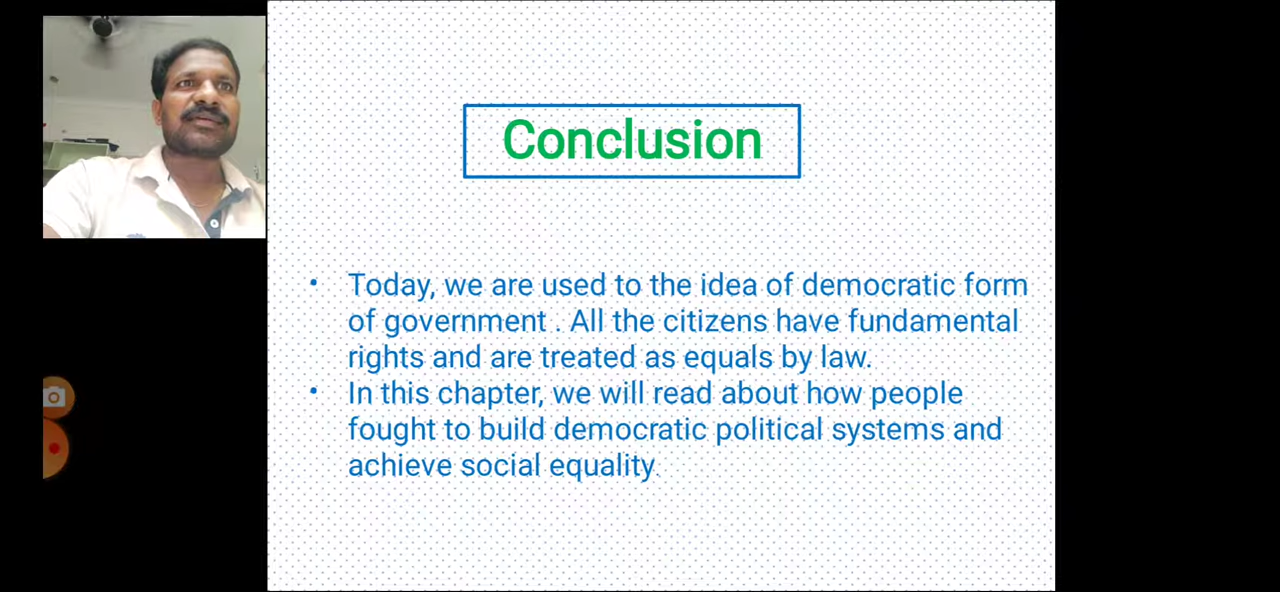 Conclusion
• Today, we are used to the idea of democratic form
of government . All the citizens have fundamental
rights and are treated as equals by law.
• In this chapter, we will read about how people
fought to build democratic political systems and
achieve social equality.